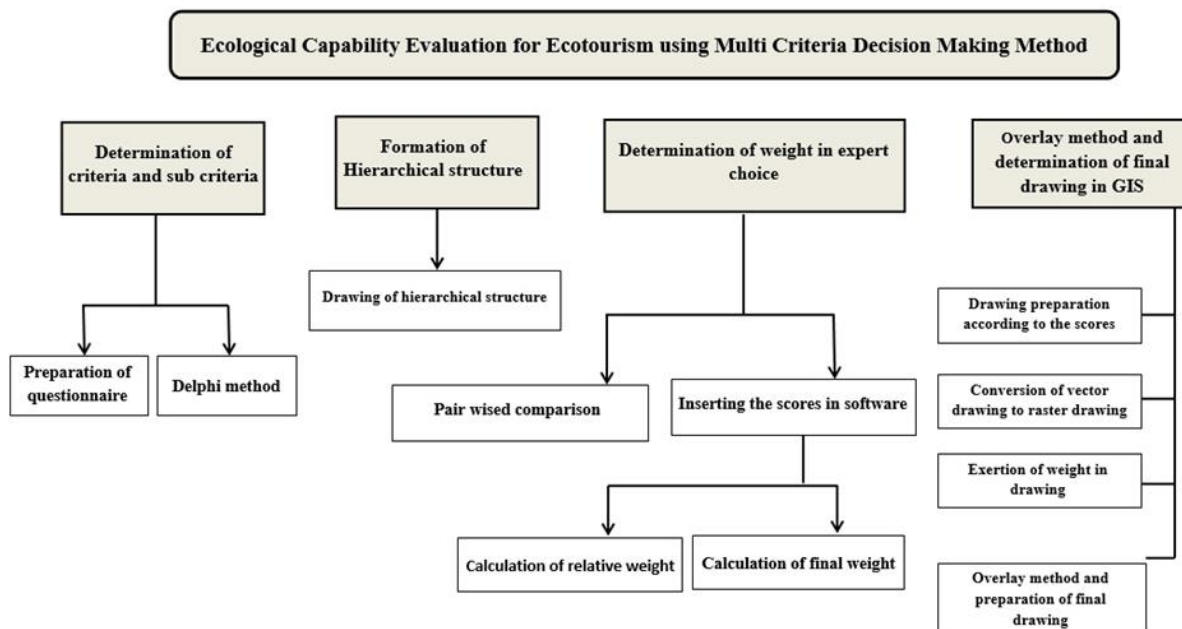 Ecological Capability Evaluation for Ecotourism using Multi Criteria Decision Making Method
Determination of
criteria and sub criteria
Formation of
Hierarchical structure
Determination of weight in expert
choice
Overlay method and
determination of final
drawing in GIS
Preparation of
questionnaire
Delphi method
Drawing of hierarchical structure
Pair wised comparison
Inserting the scores in software
Calculation of relative weight
Calculation of final weight
Drawing preparation
according to the scores
Conversion of vector
drawing to raster drawing
Exertion of weight in
drawing
Overlay method and
preparation of final
drawing